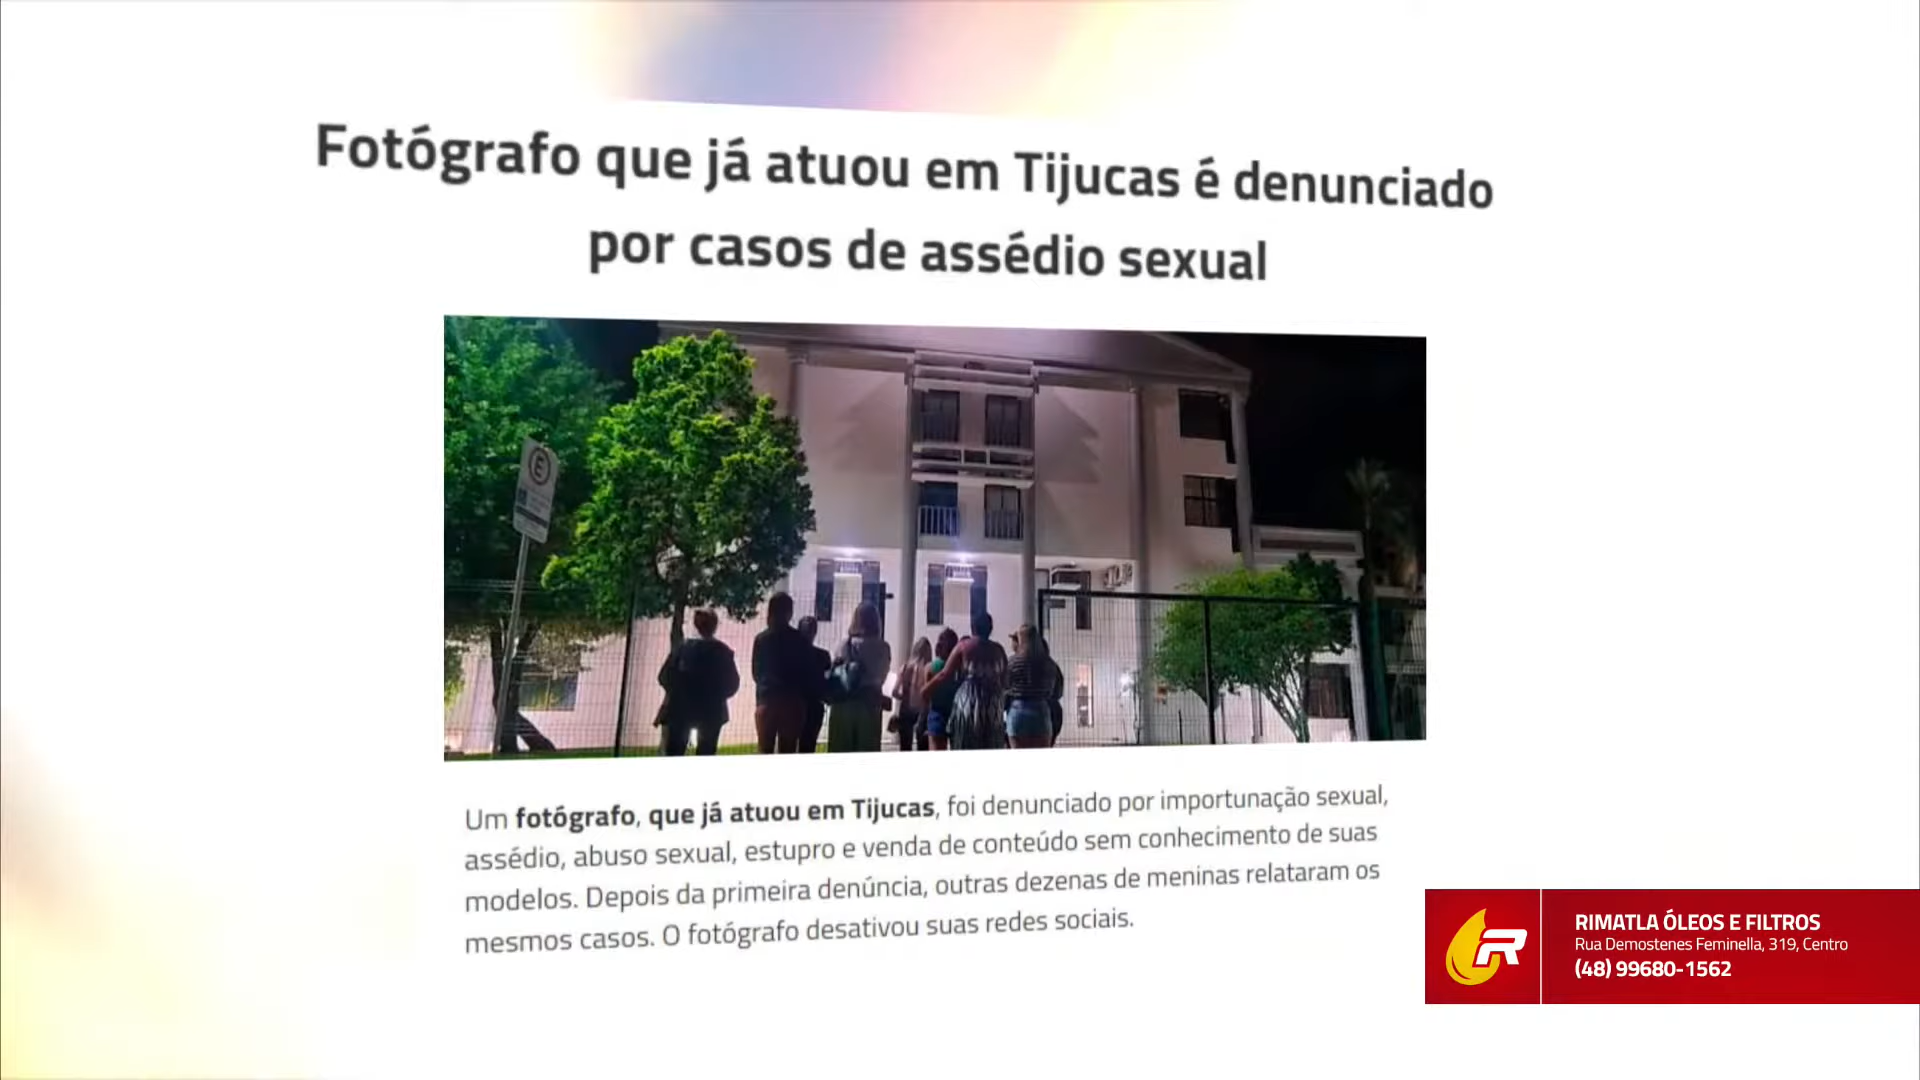 Fotógrafo que já atuou em Tijucas é denunciado
por casos de assédio sexual
E
Um fotógrafo, que já atuou em Tijucas, foi denunciado por importunação sexual,
assédio, abuso sexual, estupro e venda de conteúdo sem conhecimento de suas
modelos. Depois da primeira denúncia, outras dezenas de meninas relataram os
mesmos casos. O fotógrafo desativou suas redes sociais.
R
RIMATLA ÓLEOS E FILTROS
Rua Demostenes Feminella, 319, Centro
(48) 99680-1562